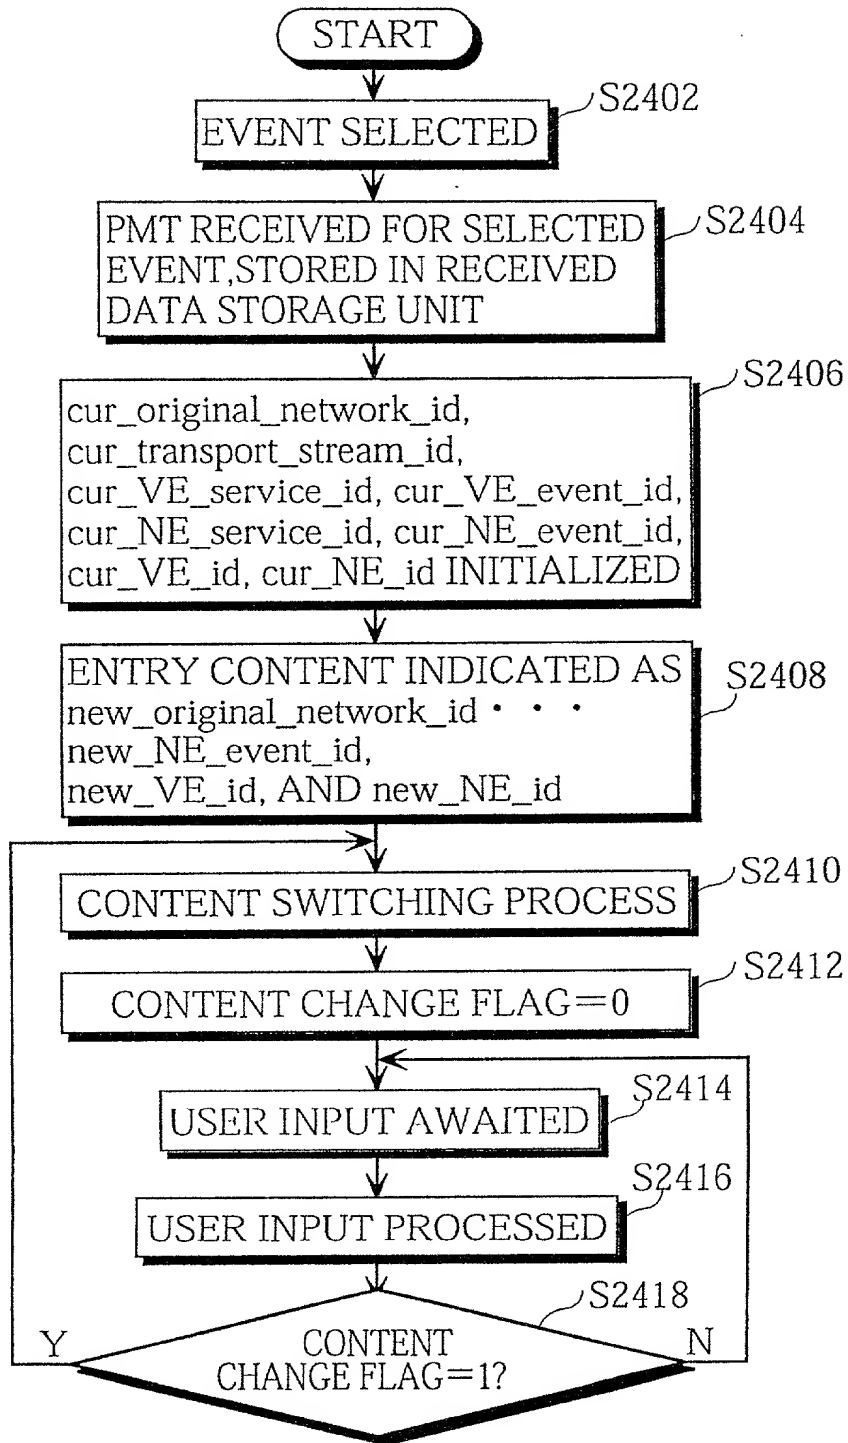 START
S2402
EVENT SELECTED
S2404
PMT RECEIVED FOR SELECTED
EVENT,STORED IN RECEIVED
DATA STORAGE UNIT
S2406
cur_original_network_id,
cur_transport_stream_id,
cur_VE_service_id, cur_VE_event_id,
cur_NE_service_id, cur_NE_event_id,
cur_VE_id, cur_NE_id INITIALIZED
S2408
ENTRY CONTENT INDICATED AS
new_original_network_id・・・
new_NE_event_id,
new_VE_id, AND new_NE_id
S2410
CONTENT SWITCHING PROCESS
S2412
CONTENT CHANGE FLAG=0
S2414
USER INPUT AWAITED
S2416
USER INPUT PROCESSED
S2418
Y
N
CONTENT
CHANGE FLAG=1?